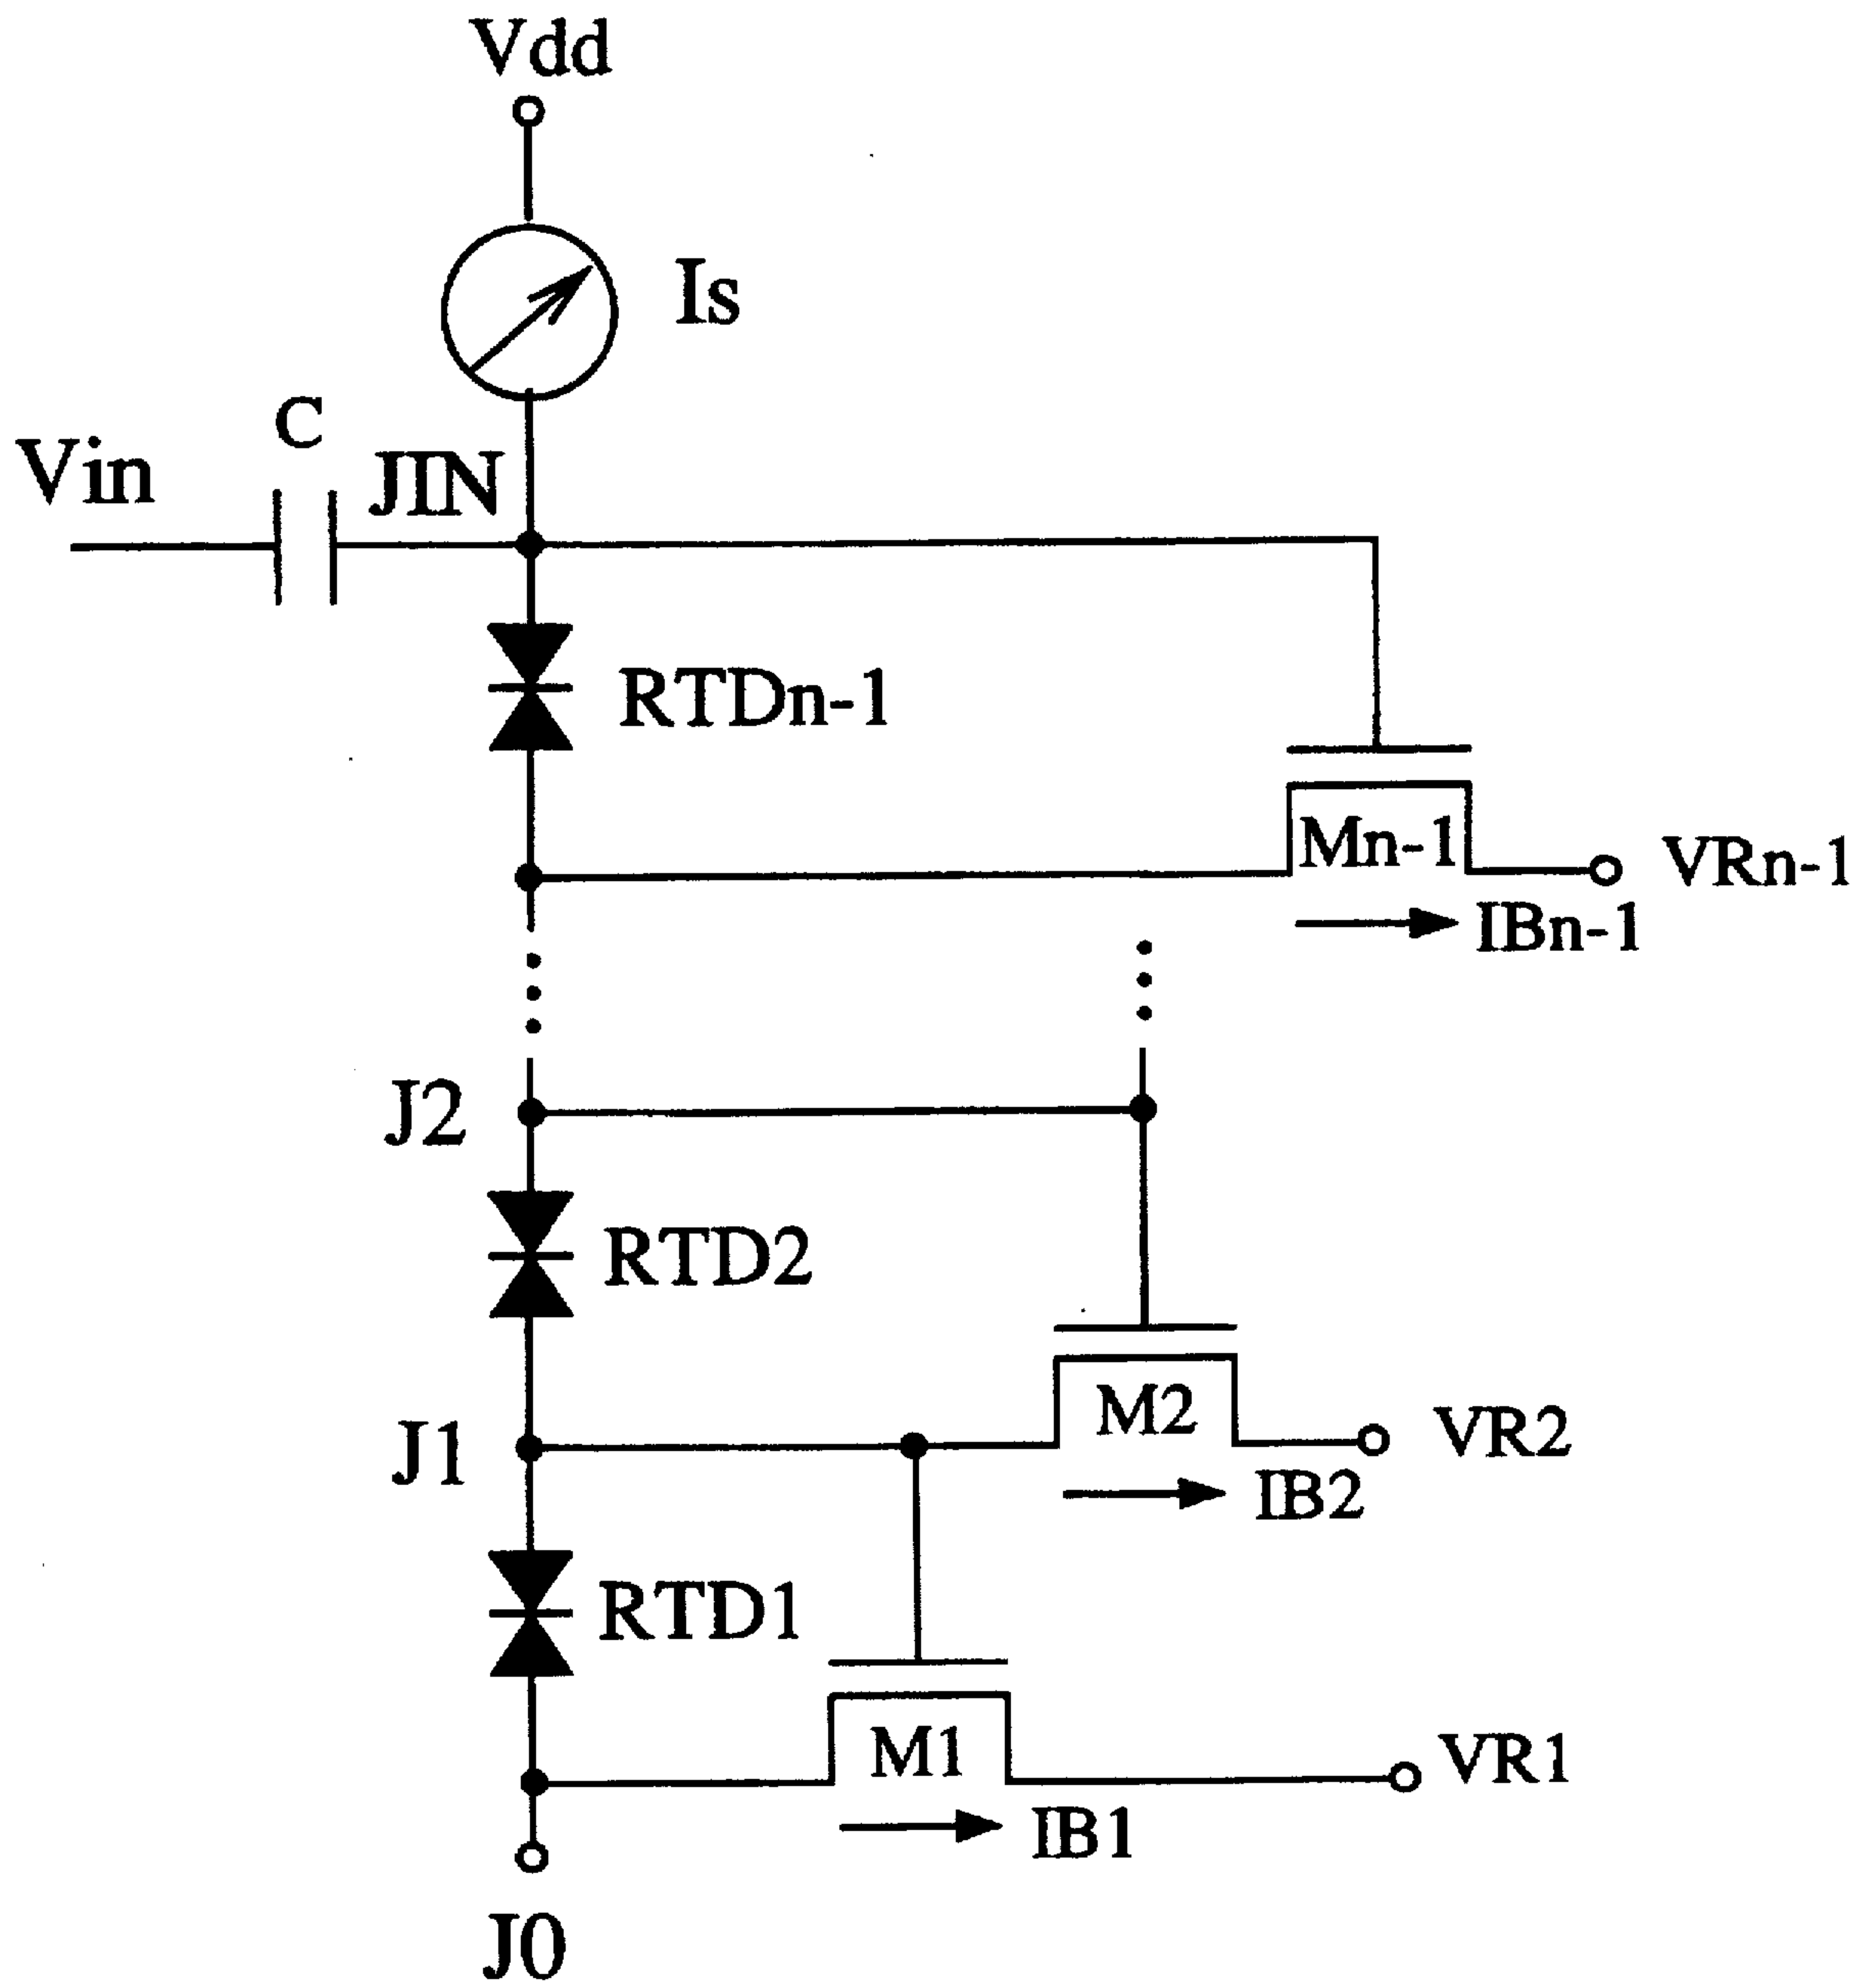 Vdd
Is
C
Vin
JIN
RTDn-1
Mn-1
VRn-1
IBn-1
J2
RTD2
M2
VR2
J1
IB2
RTD1
M1
VR1
IB1
J0